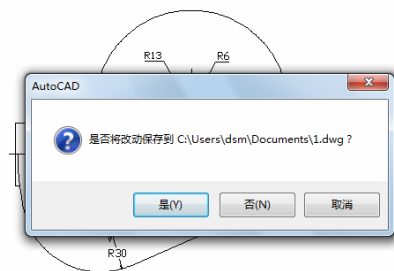 R13 R6
AutoCAD
是否将改动保存到 C:\Users\dsm\Documents\1.dwg ?
是(Y) 否(N) 取消
R30